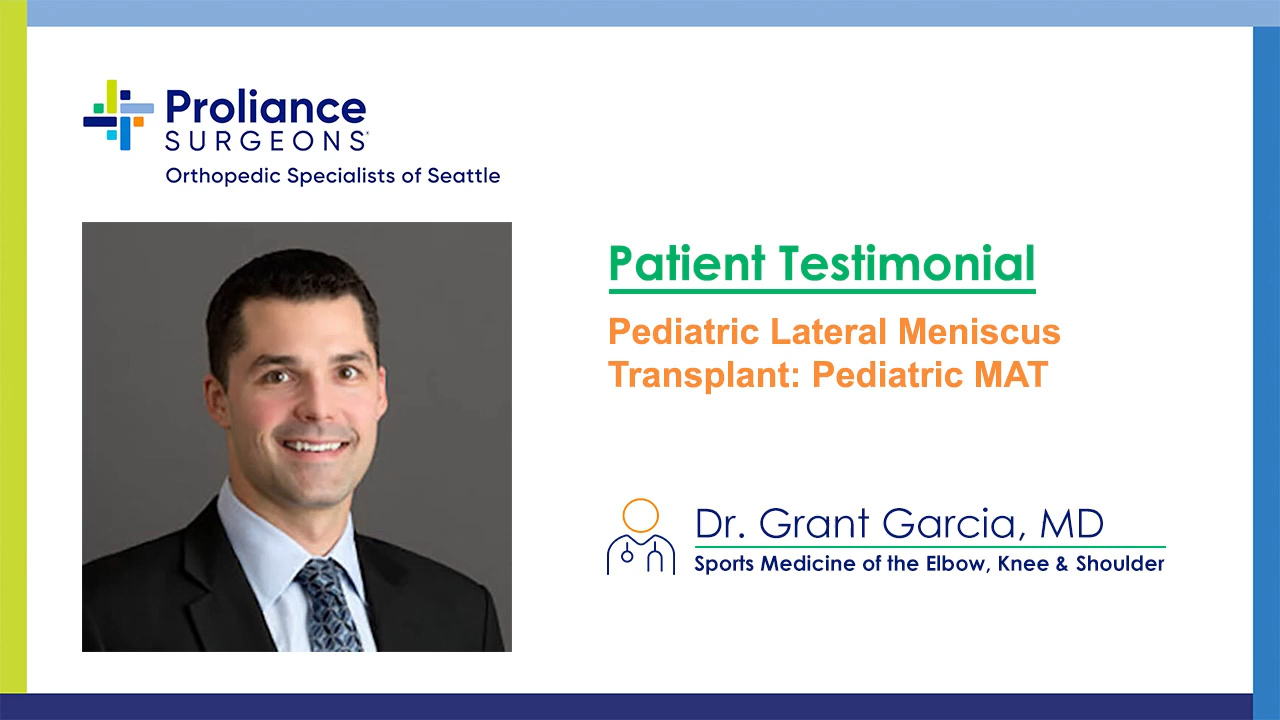 Proliance
SURGEONS
Orthopedic Specialists of Seattle
Patient Testimonial
Pediatric Lateral Meniscus
Transplant: Pediatric MAT
Dr. Grant Garcia, MD
Sports Medicine of the Elbow, Knee & Shoulder